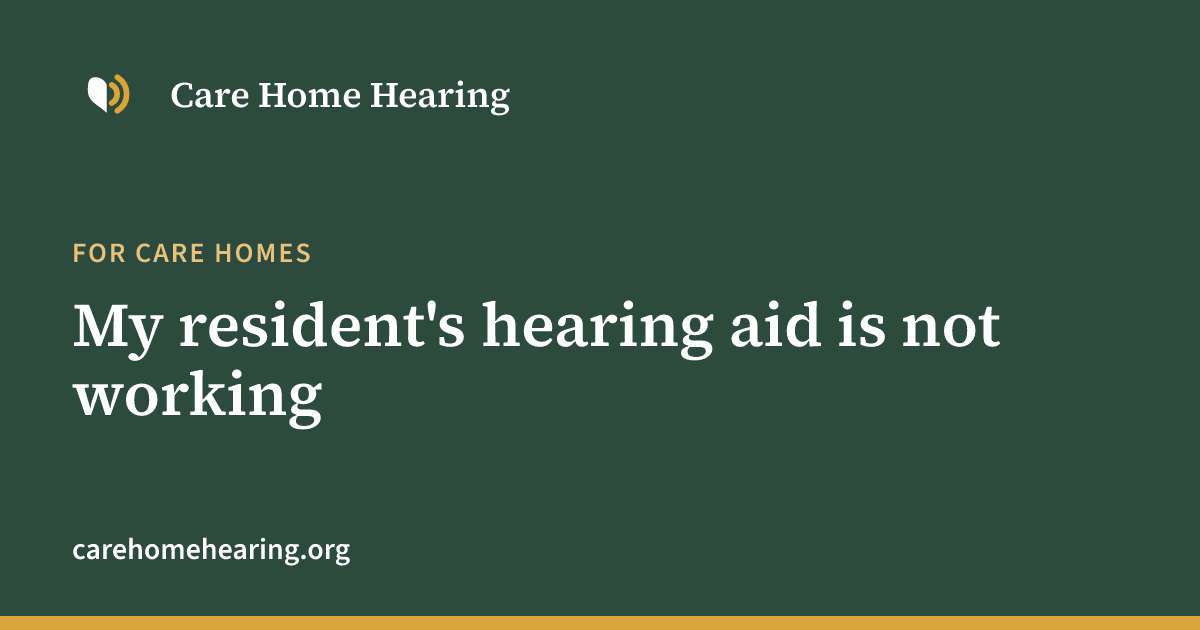 Care Home Hearing
FOR CARE HOMES
My resident's hearing aid is not
working
carehomehearing.org